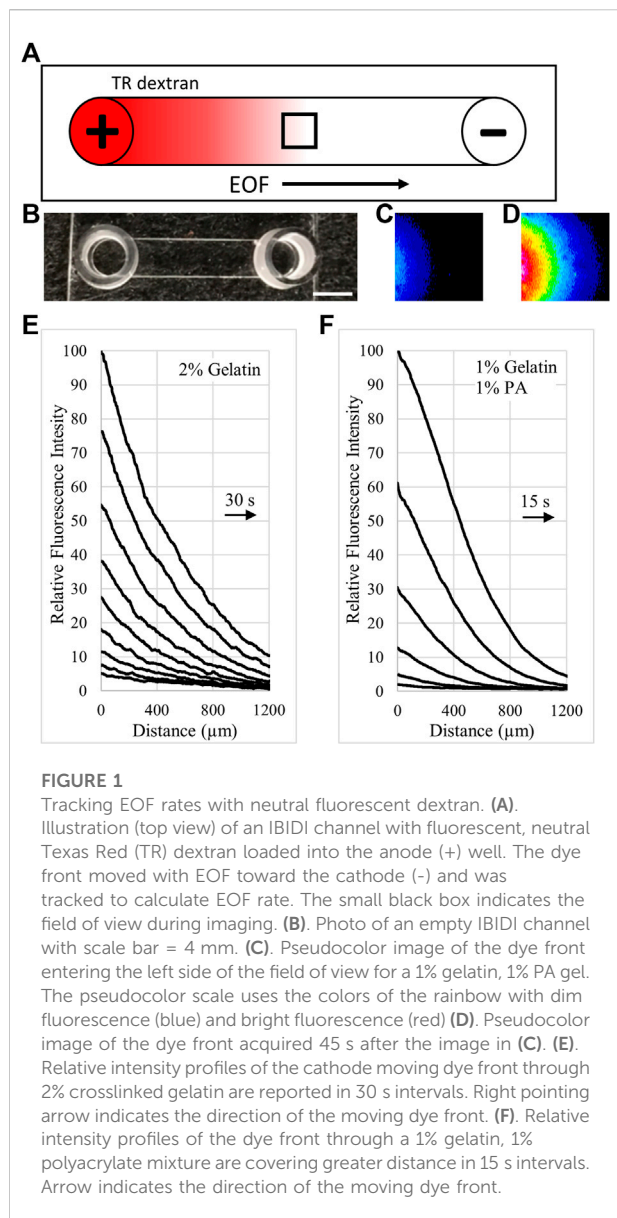 A
TR dextran
+
-
EOF
B
C
D
E
F
100
90
80
70
60
50
40
30
20
10
0
Relative Fluorescence Intesity
2% Gelatin
30 s
0 400 800 1200
Distance (µm)
100
90
80
70
60
50
40
30
20
10
0
Relative Fluorescence Intensity
1% Gelatin
1% PA
15 s
0 400 800 1200
Distance (µm)
FIGURE 1
Tracking EOF rates with neutral fluorescent dextran. (A).
Illustration (top view) of an IBIDI channel with fluorescent, neutral
Texas Red (TR) dextran loaded into the anode (+) well. The dye
front moved with EOF toward the cathode (-) and was
tracked to calculate EOF rate. The small black box indicates the
field of view during imaging. (B). Photo of an empty IBIDI channel
with scale bar = 4 mm. (C). Pseudocolor image of the dye front
entering the left side of the field of view for a 1% gelatin, 1% PA gel.
The pseudocolor scale uses the colors of the rainbow with dim
fluorescence (blue) and bright fluorescence (red) (D). Pseudocolor
image of the dye front acquired 45 s after the image in (C). (E).
Relative intensity profiles of the cathode moving dye front through
2% crosslinked gelatin are reported in 30 s intervals. Right pointing
arrow indicates the direction of the moving dye front. (F). Relative
intensity profiles of the dye front through a 1% gelatin, 1%
polyacrylate mixture are covering greater distance in 15 s intervals.
Arrow indicates the direction of the moving dye front.